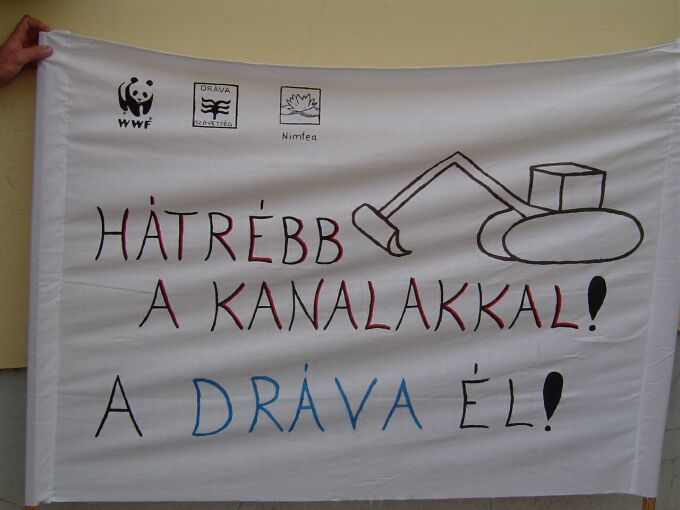 WWF
DRÁVA
SZÖVETSÉG
Nimfea
HÁTRÉBB
A KANALAKKAL!
A DRÁVA ÉL!